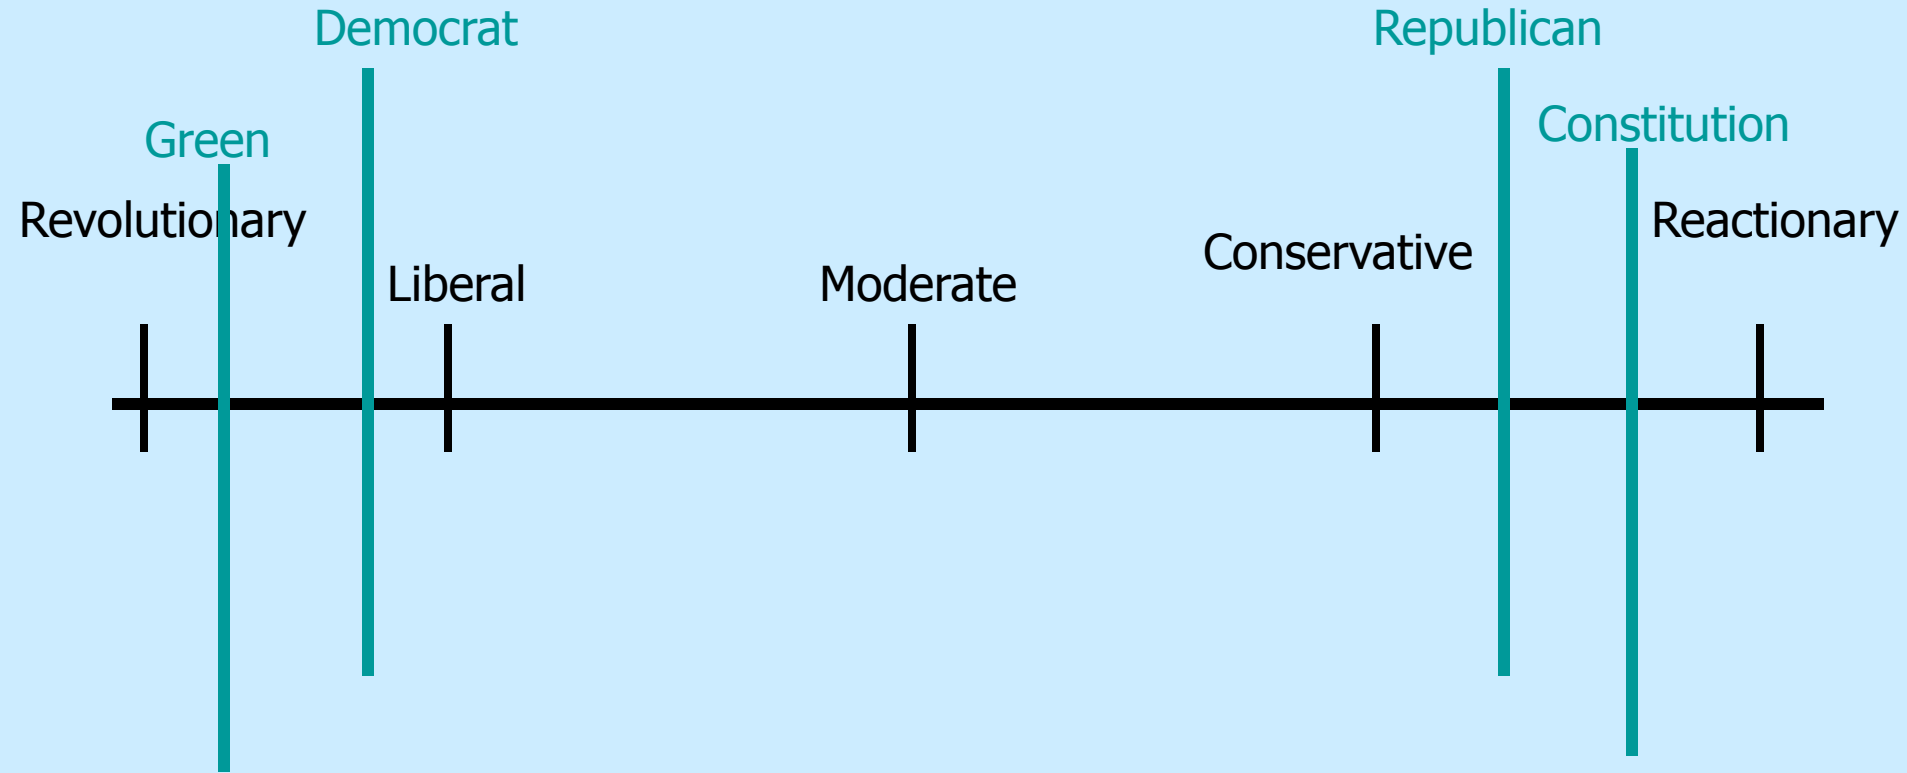 Democrat
Republican
Green
Constitution
Revolutionary
Reactionary
Conservative
Liberal
Moderate